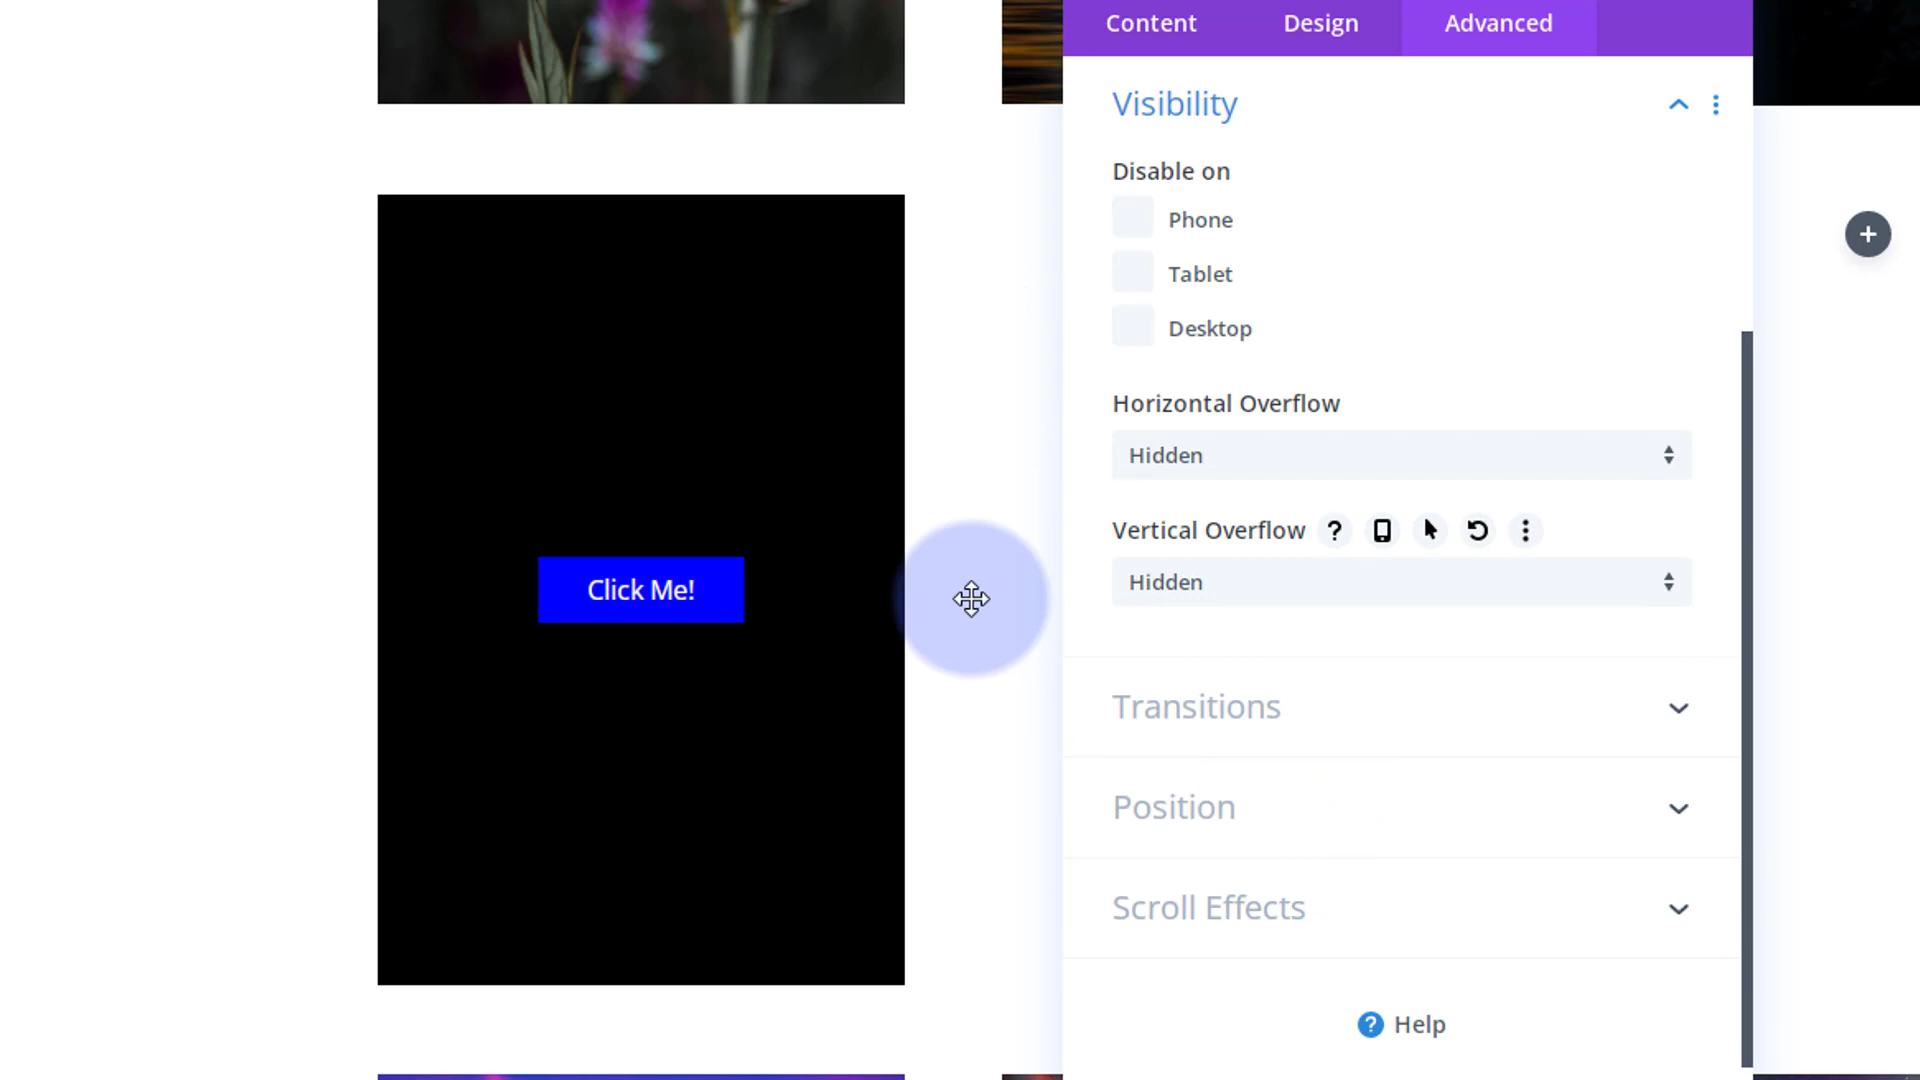 Content Design Advanced
Visibility
Disable on
Phone
Tablet
Desktop
Horizontal Overflow
Hidden
Vertical Overflow
Hidden
Click Me!
Transitions
Position
Scroll Effects
Help